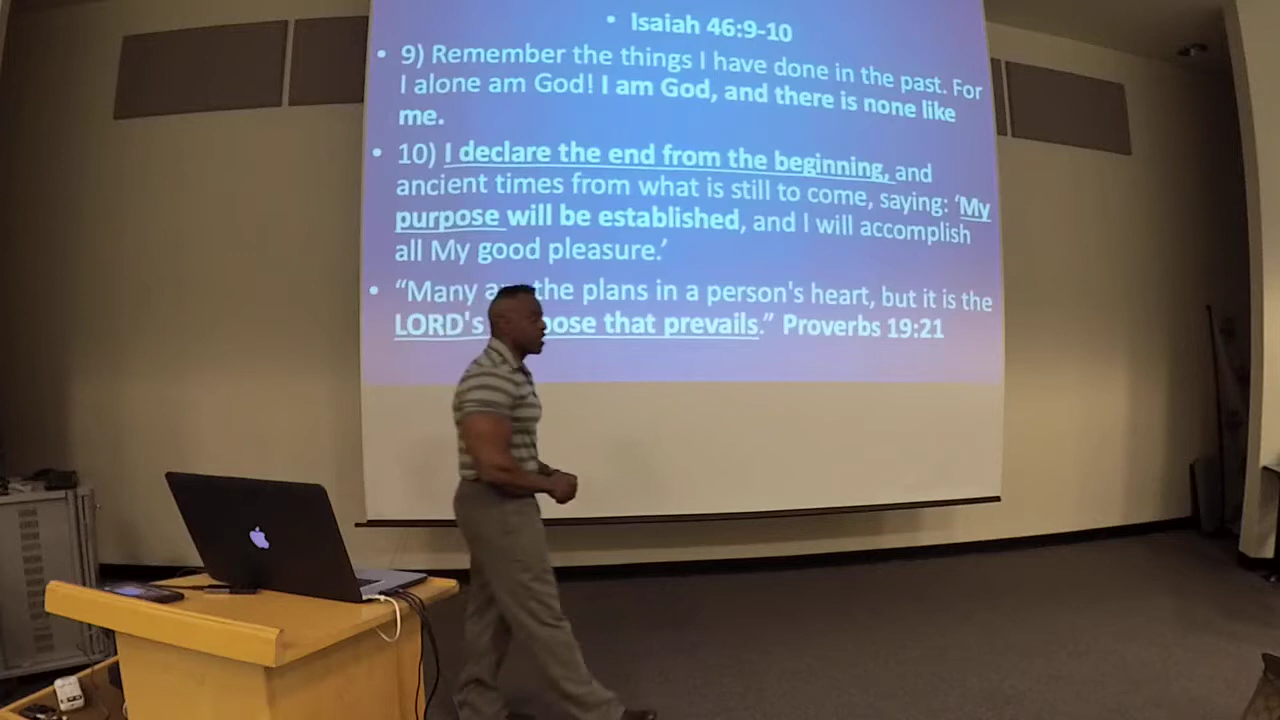 • Isaiah 46:9-10
• 9) Remember the things I have done in the past. For
I alone am God! I am God, and there is none like
me.
• 10) I declare the end from the beginning, and
ancient times from what is still to come, saying: ‘My
purpose will be established, and I will accomplish
all My good pleasure.’
• “Many the plans in a person's heart, but it is the
LORD's that prevails.” Proverbs 19:21